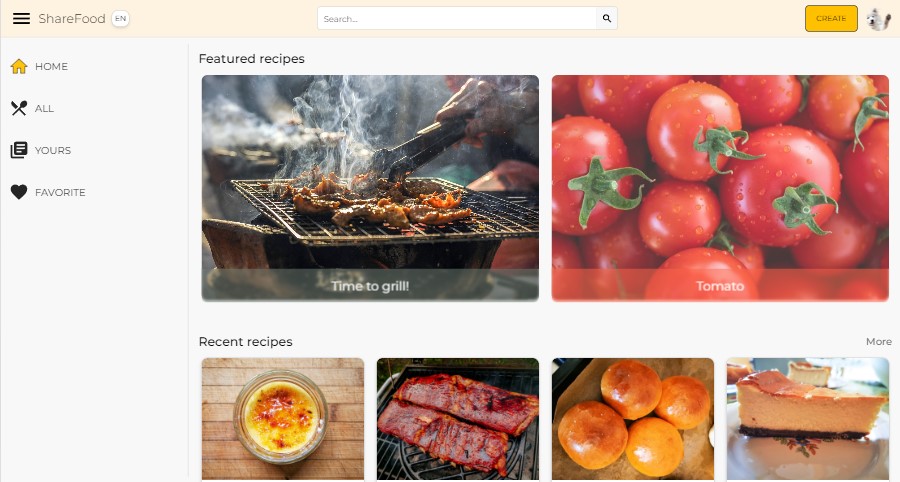 ShareFood EN
Search...
CREATE
HOME
ALL
YOURS
FAVORITE
Featured recipes
Time to grill!
Tomato
Recent recipes
More